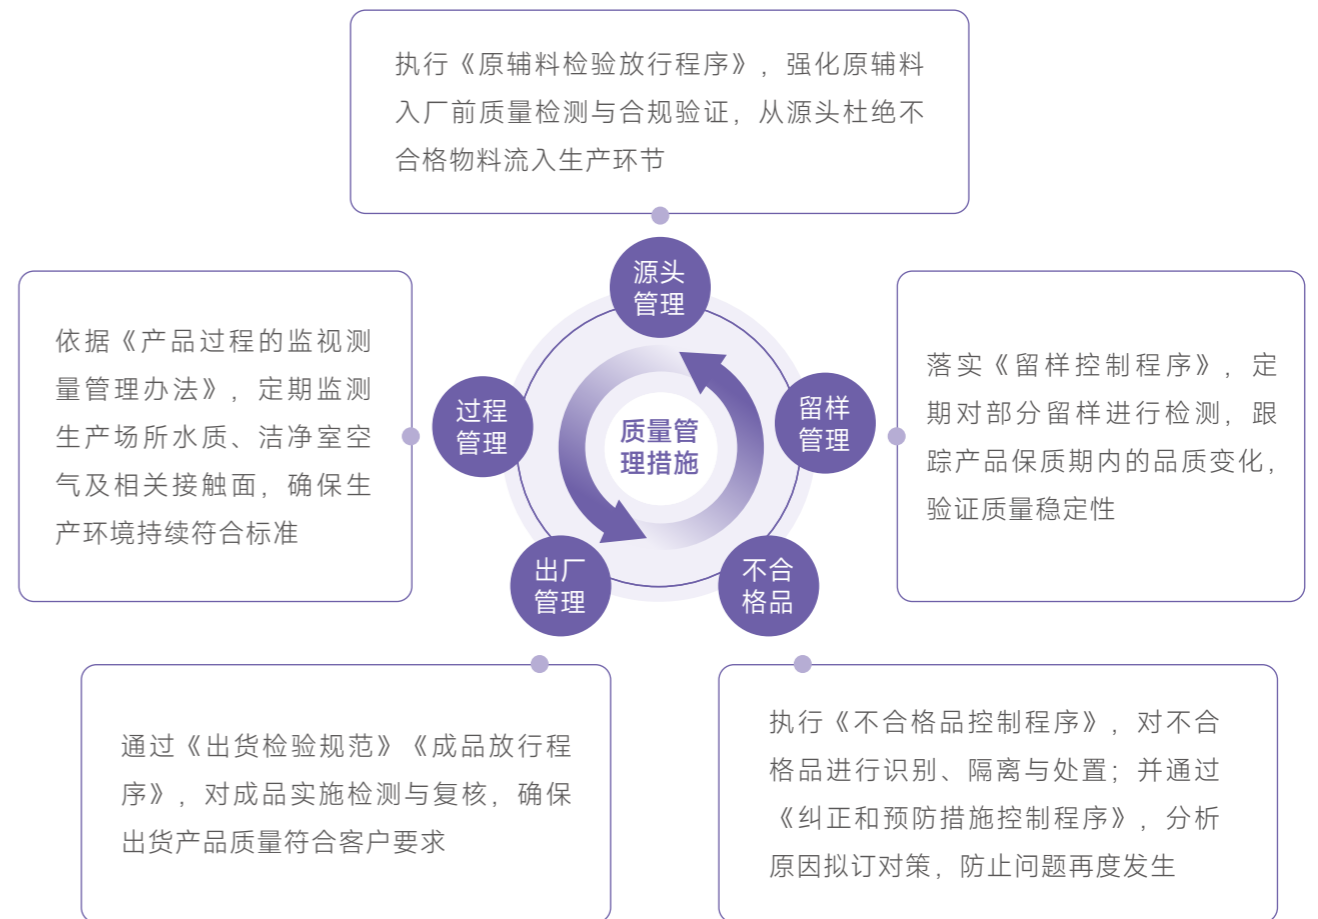 执行《原辅料检验放行程序》，强化原辅料
入厂前质量检测与合规验证，从源头杜绝不
合格物料流入生产环节
源头
管理
依据《产品过程的监视测
量管理办法》，定期监测
生产场所水质、洁净室空
气及相关接触面，确保生
产环境持续符合标准
过程
管理
质量管
理措施
留样
管理
落实《留样控制程序》，定
期对部分留样进行检测，跟
踪产品保质期内的品质变化，
验证质量稳定性
出厂
管理
不合
格品
通过《出货检验规范》《成品放行程
序》，对成品实施检测与复核，确保
出货产品质量符合客户要求
执行《不合格品控制程序》，对不合
格品进行识别、隔离与处置；并通过
《纠正和预防措施控制程序》，分析
原因拟订对策，防止问题再度发生